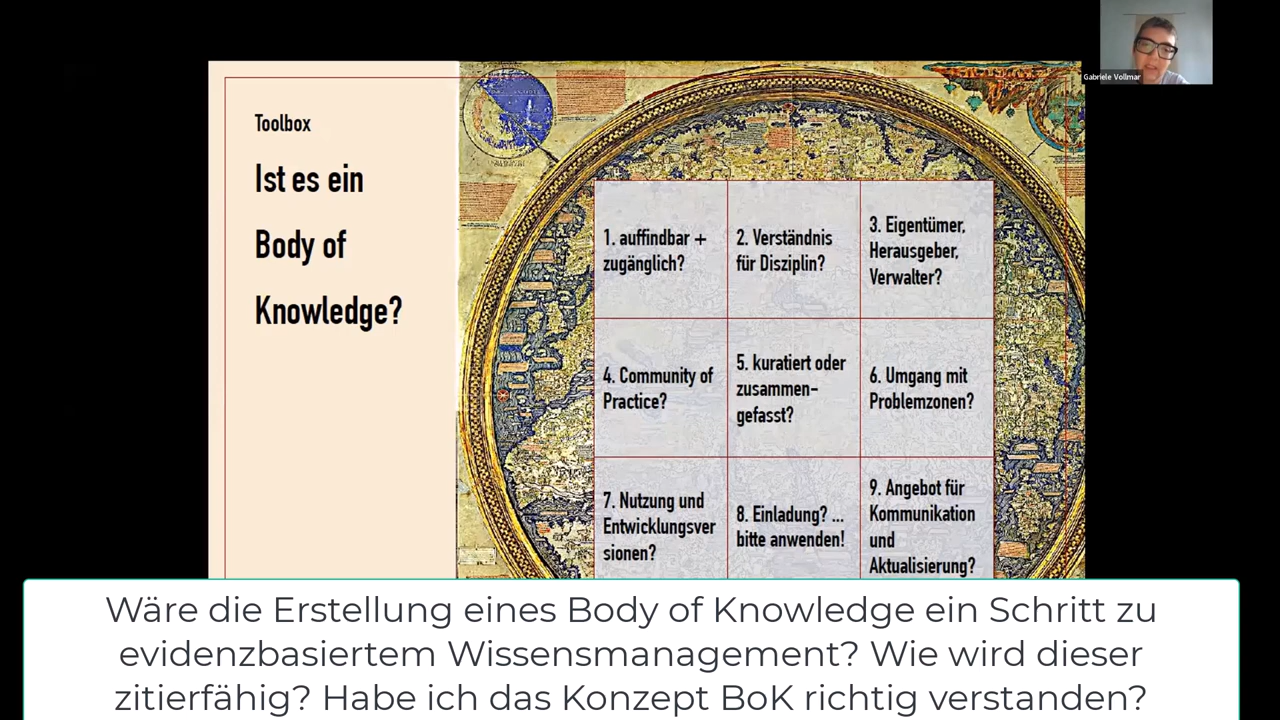 Gabriele Vollmar
Toolbox
Ist es ein
Body of
Knowledge?
1. auffindbar +
zugänglich?
2. Verständnis
für Disziplin?
3. Eigentümer,
Herausgeber,
Verwalter?
4. Community of
Practice?
5. kuratiert oder
zusammen-
gefasst?
6. Umgang mit
Problemzonen?
7. Nutzung und
Entwicklungsver
sionen?
8. Einladung? ...
bitte anwenden!
9. Angebot für
Kommunikation
und
Aktualisierung?
Wäre die Erstellung eines Body of Knowledge ein Schritt zu
evidenzbasiertem Wissensmanagement? Wie wird dieser
zitierfähig? Habe ich das Konzept BoK richtig verstanden?